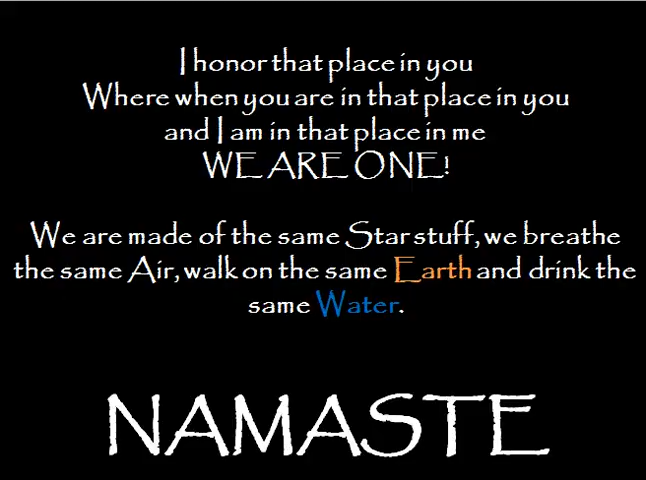 I honor that place in you
Where when you are in that place in you
and I am in that place in me
WE ARE ONE!
We are made of the same Star stuff, we breathe
the same Air, walk on the same Earth and drink the
same Water.
NAMASTE